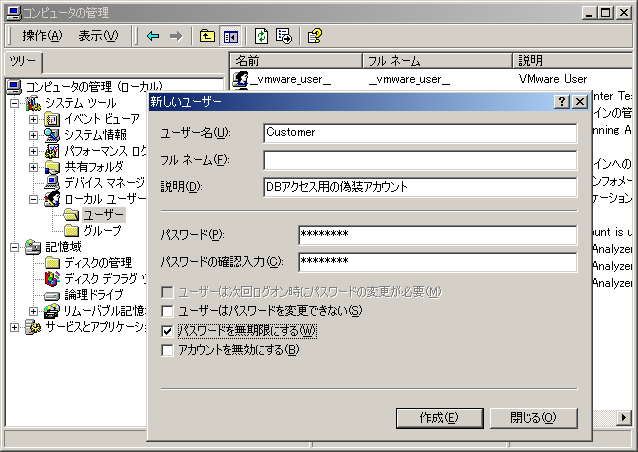 コンピュータの管理
操作(A) 表示(V)
ツリー
名前 フル ネーム 説明
コンピュータの管理 (ローカル)
システム ツール
イベント ビューア
システム情報
パフォーマンス ログ
共有フォルダ
デバイス マネージ
ローカル ユーザー
ユーザー
グループ
記憶域
ディスクの管理
ディスク デフラグ ツ
論理ドライブ
リムーバブル記憶
サービスとアプリケーション
_vmware_user_ _vmware_user_ VMware User
nter Tes
インの管
nning A
インへの
ンフォメー
ケーション
unt is u
Analyzer
Analyzer
Analyzer
新しいユーザー
ユーザー名(U): Customer
フル ネーム(F):
説明(D): DBアクセス用の偽装アカウント
パスワード(P): ********
パスワードの確認入力(C): ********
ユーザーは次回ログオン時にパスワードの変更が必要(M)
ユーザーはパスワードを変更できない(S)
パスワードを無期限にする(W)
アカウントを無効にする(B)
作成(E) 閉じる(O)